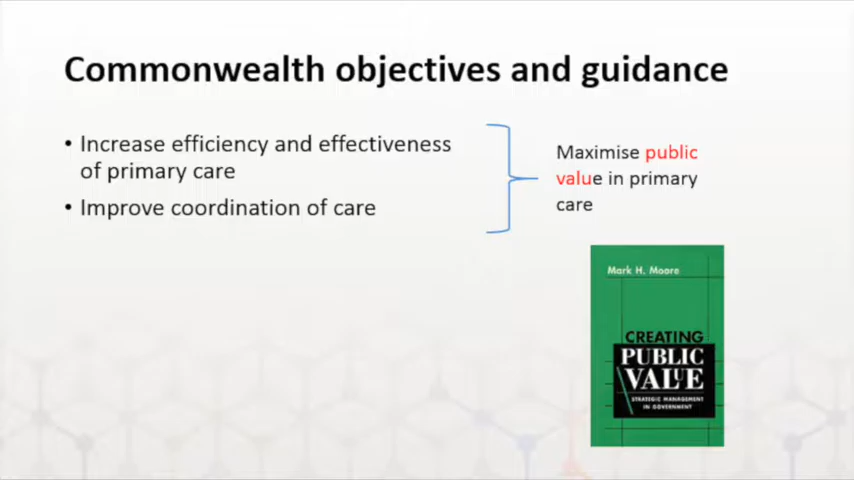 Commonwealth objectives and guidance
• Increase efficiency and effectiveness
of primary care
• Improve coordination of care
Maximise public
value in primary
care
Mark H. Moore
CREATING
PUBLIC
VALUE
STRATEGIC MANAGEMENT
IN GOVERNMENT